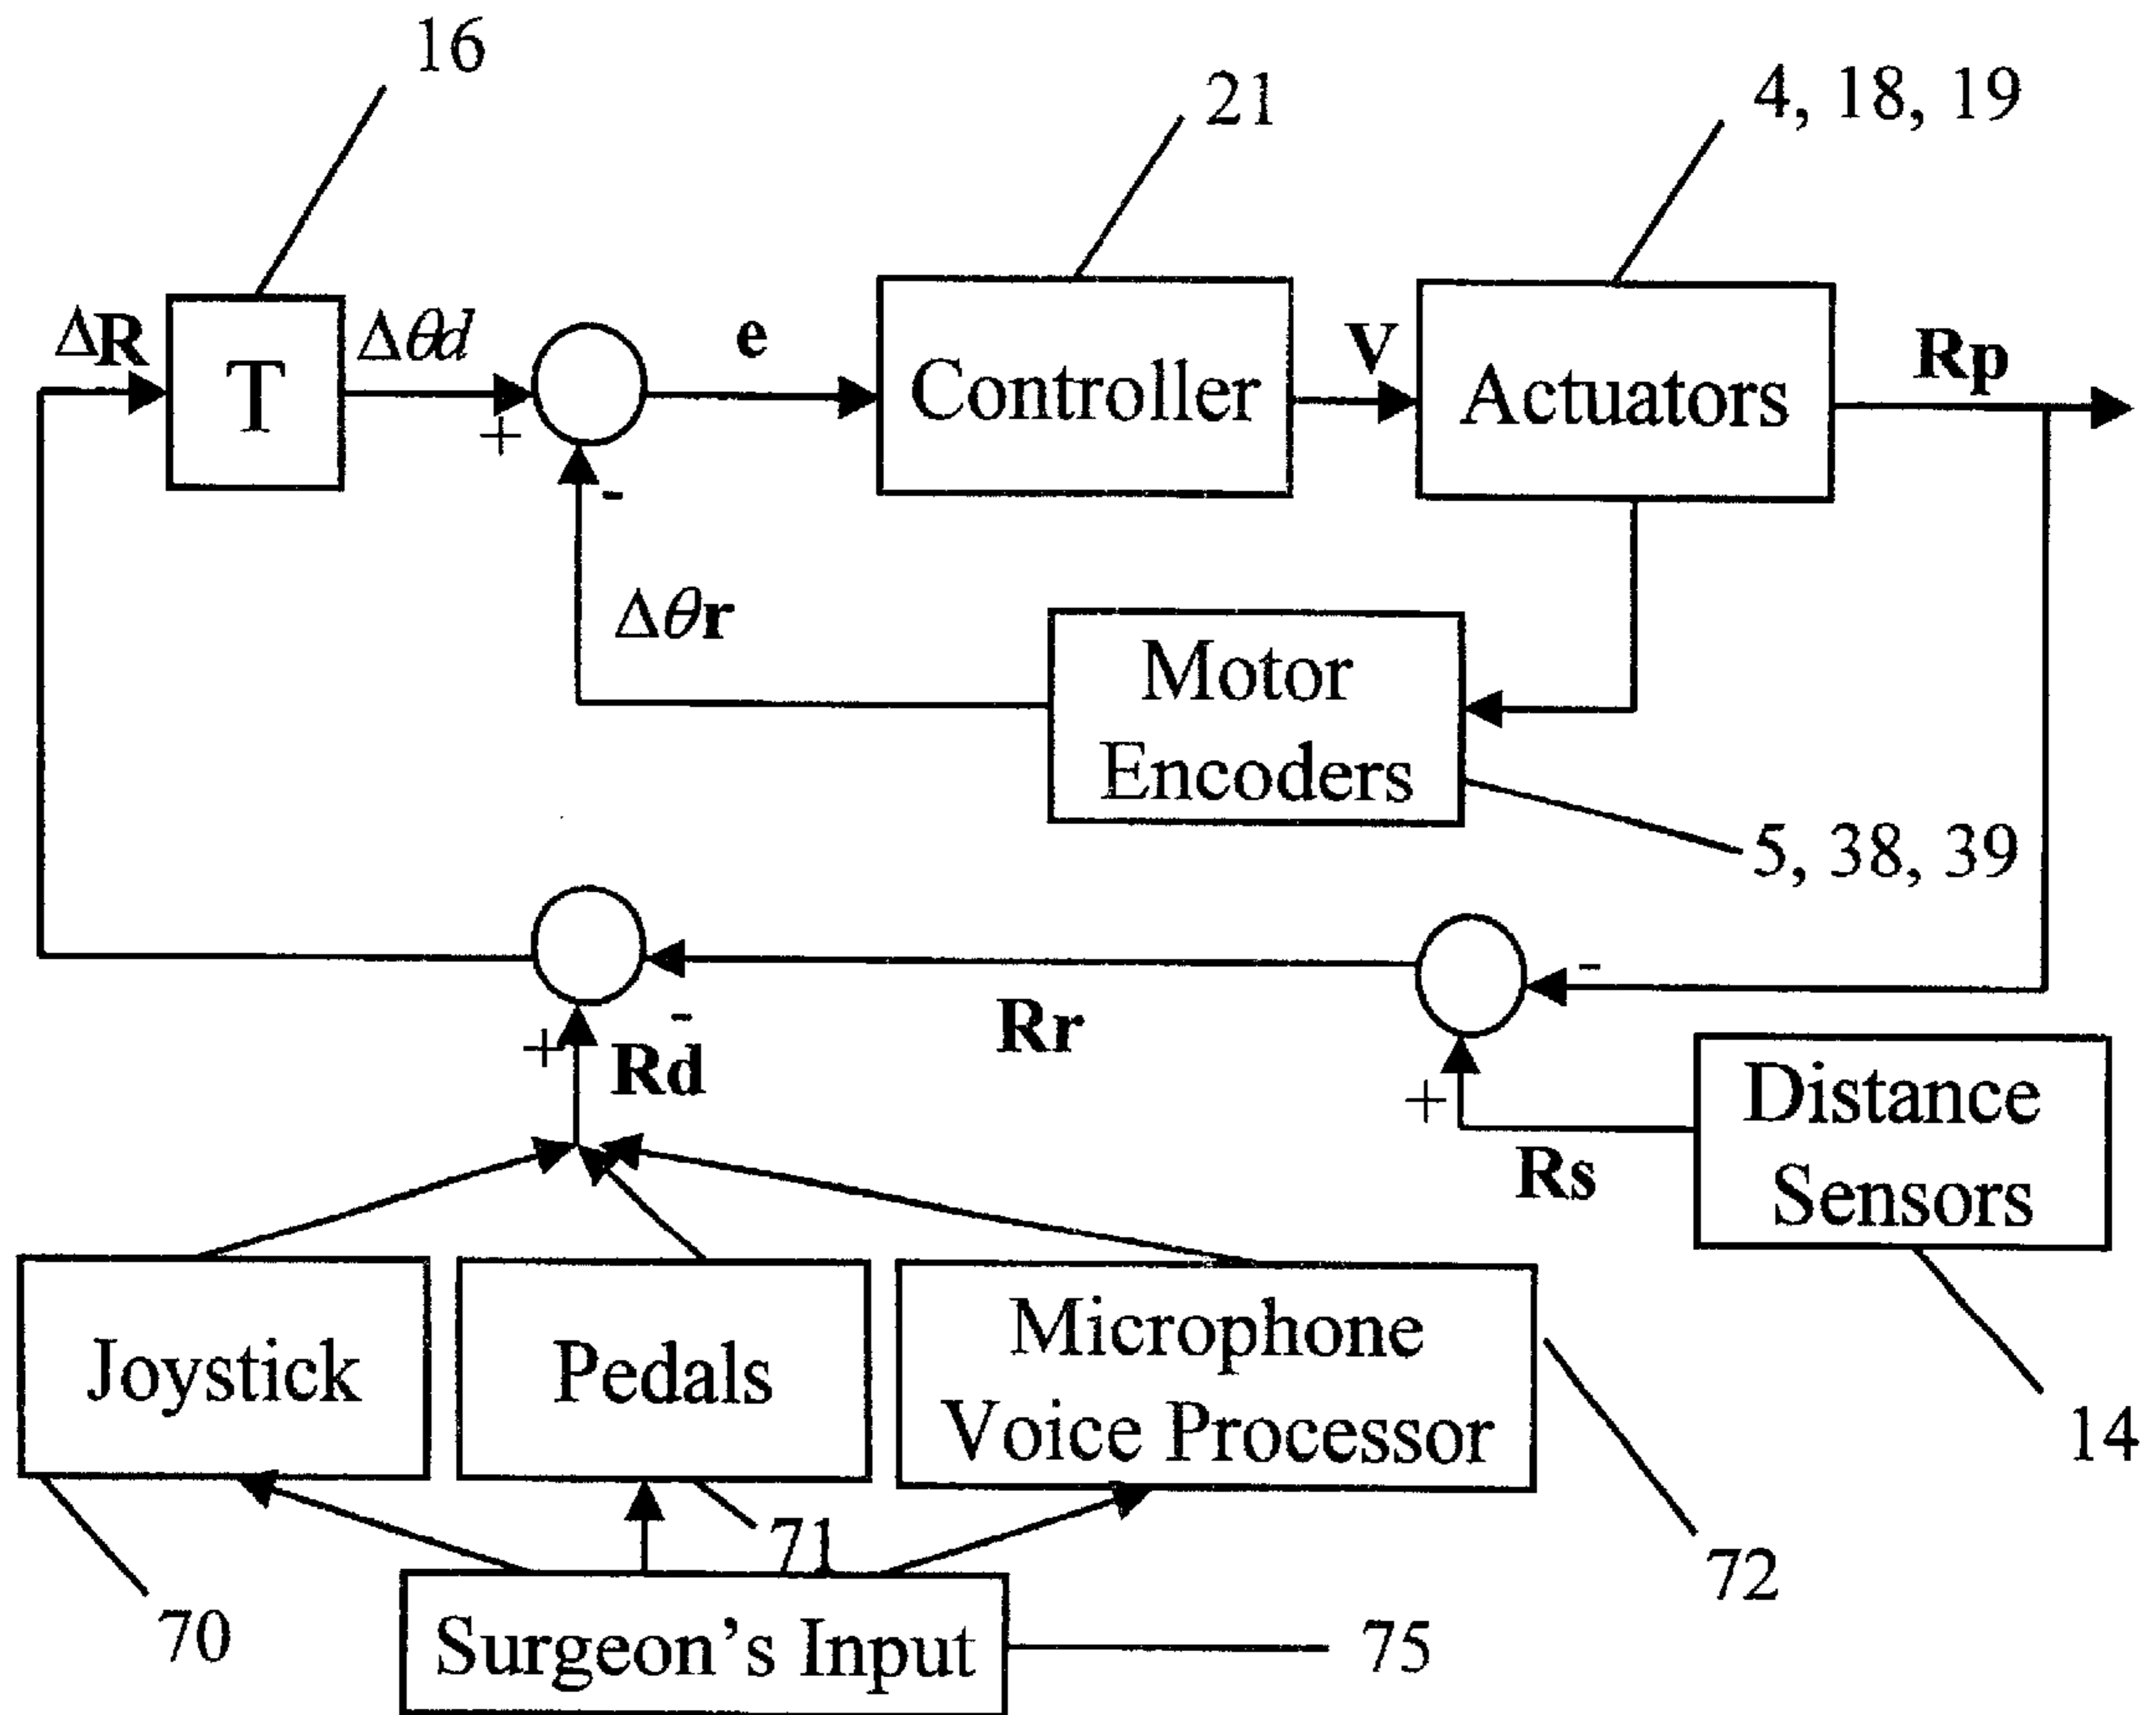 16
21
4, 18, 19
ΔR
T
Δθd
+
-
e
Controller
V
Actuators
Rp
Δθr
Motor
Encoders
5, 38, 39
-
Rr
+
-
Rd
+
Rs
Distance
Sensors
14
Joystick
Pedals
Microphone
Voice Processor
70
71
72
Surgeon's Input
75